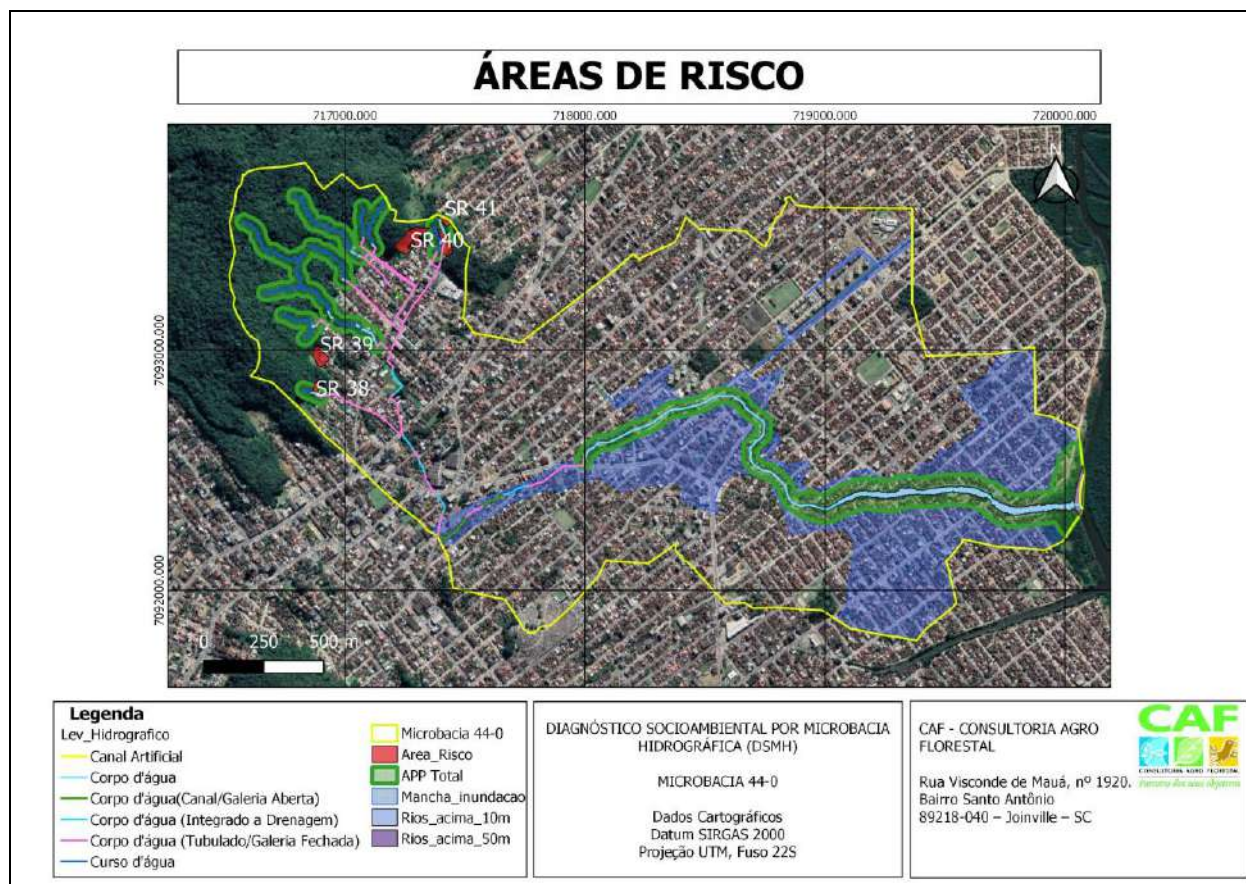 ÁREAS DE RISCO
717000.000
718000.000
719000.000
720000.000
N
SR 41
SR 40
7093000.000
SR 39
SR 38
7092000.000
0 250 500 m
Legenda
Lev_Hidrografico
Canal Artificial
Corpo d'água
Corpo d'água(Canal/Galeria Aberta)
Corpo d'água (Integrado a Drenagem)
Corpo d'água (Tubulado/Galeria Fechada)
Curso d'água
Microbacia 44-0
Area_Risco
APP Total
Mancha_inundacao
Rios_acima_10m
Rios_acima_50m
DIAGNÓSTICO SOCIOAMBIENTAL POR MICROBACIA
HIDROGRÁFICA (DSMH)
MICROBACIA 44-0
Dados Cartográficos
Datum SIRGAS 2000
Projeção UTM, Fuso 22S
CAF - CONSULTORIA AGRO
FLORESTAL
Rua Visconde de Mauá, nº 1920.
Bairro Santo Antônio
89218-040 – Joinville – SC
CAF
CONSULTORIA AGRO FLORESTAL